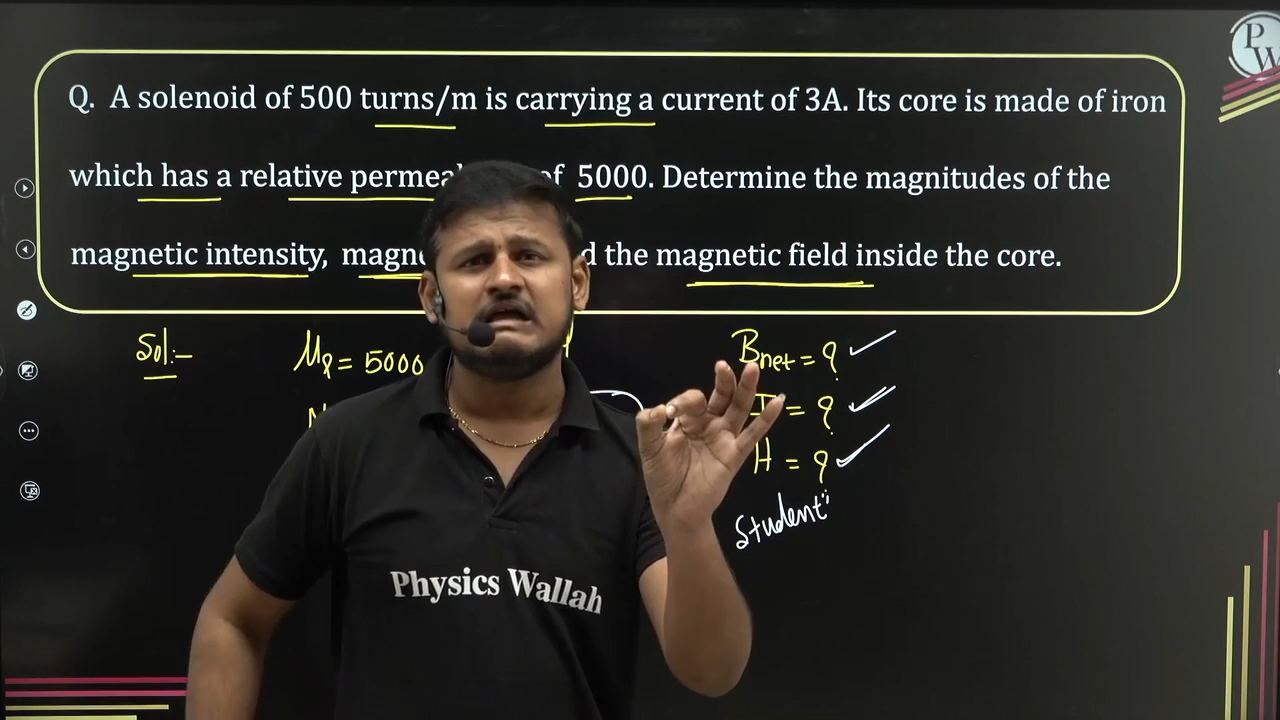 Q. A solenoid of 500 turns/m is carrying a current of 3A. Its core is made of iron
which has a relative of 5000. Determine the magnitudes of the
magnetic intensity, the magnetic field inside the core.
Sol:-
μr = 5000
Bnet = ?
I = ?
H = ?
Student:
Physics Wallah
PW